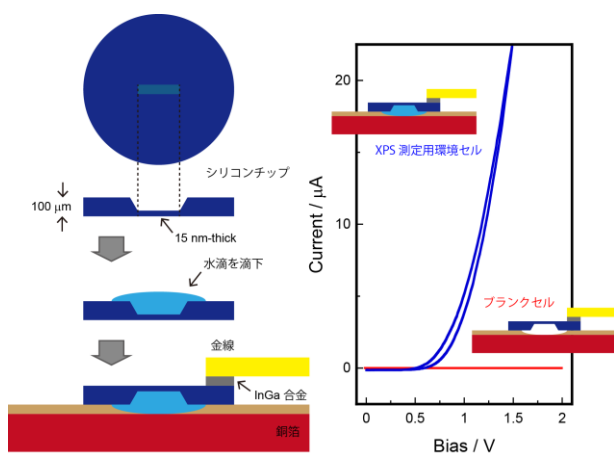 シリコンチップ
100 μm
15 nm-thick
水滴を滴下
金線
InGa 合金
銅箔
Current / μA
20
10
0
XPS 測定用環境セル
ブランクセル
0
0.5
1
1.5
2
Bias / V